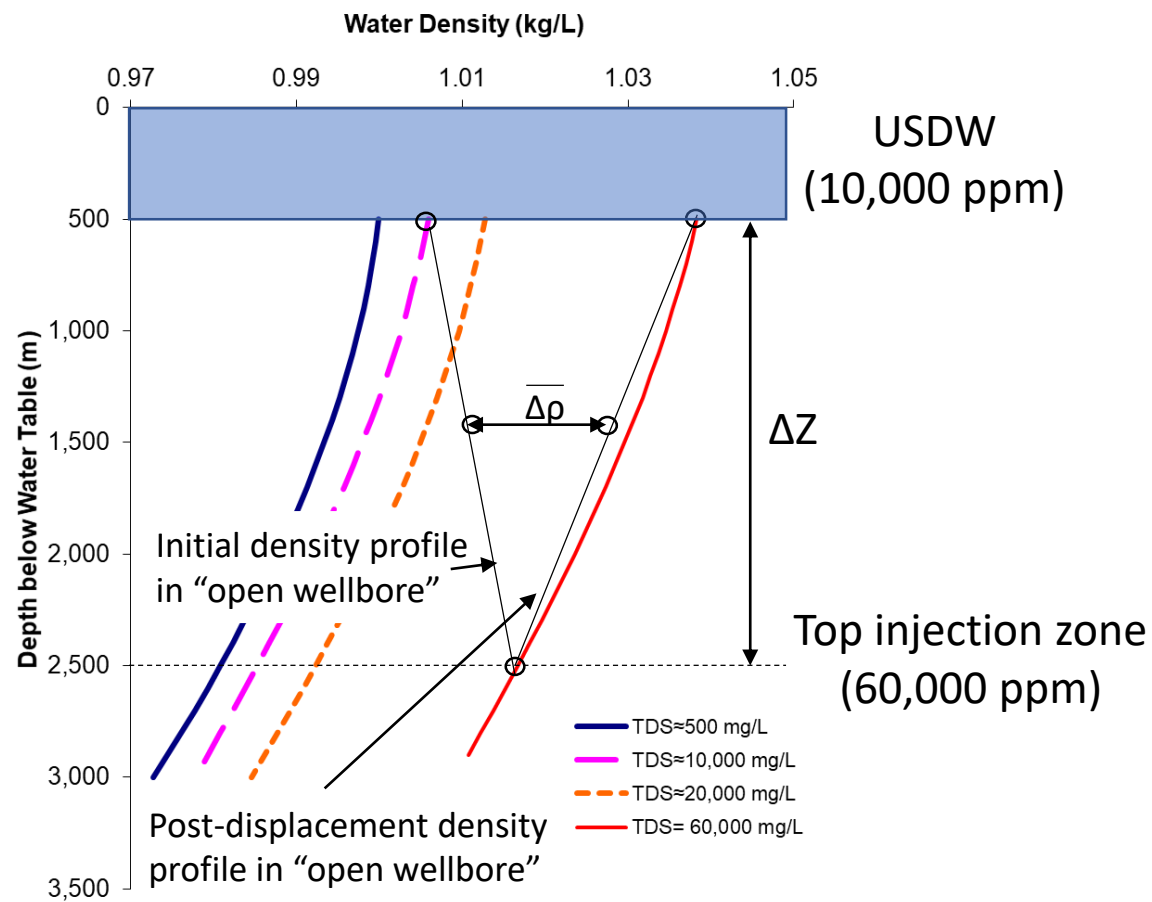 Water Density (kg/L)
0.97 0.99 1.01 1.03 1.05
0
USDW
(10,000 ppm)
500
1,000
Depth below Water Table (m)
Δρ
ΔZ
1,500
2,000
Initial density profile
in “open wellbore”
2,500
Top injection zone
(60,000 ppm)
TDS≈500 mg/L
TDS≈10,000 mg/L
TDS≈20,000 mg/L
TDS= 60,000 mg/L
3,000
Post-displacement density
profile in “open wellbore”
3,500